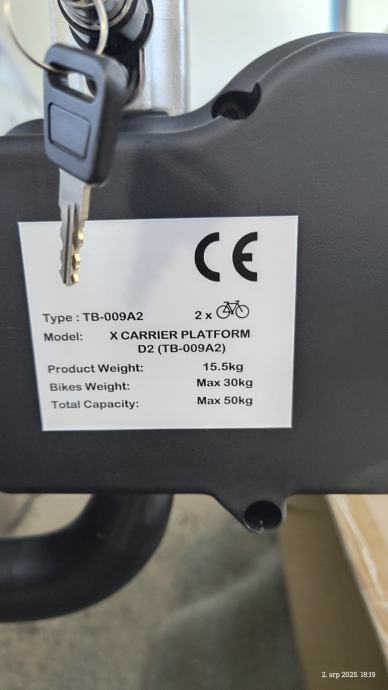 CE
Type : TB-009A2 2 x
Model: X CARRIER PLATFORM
D2 (TB-009A2)
Product Weight: 15.5kg
Bikes Weight: Max 30kg
Total Capacity: Max 50kg
2. srp 2025. 18:19